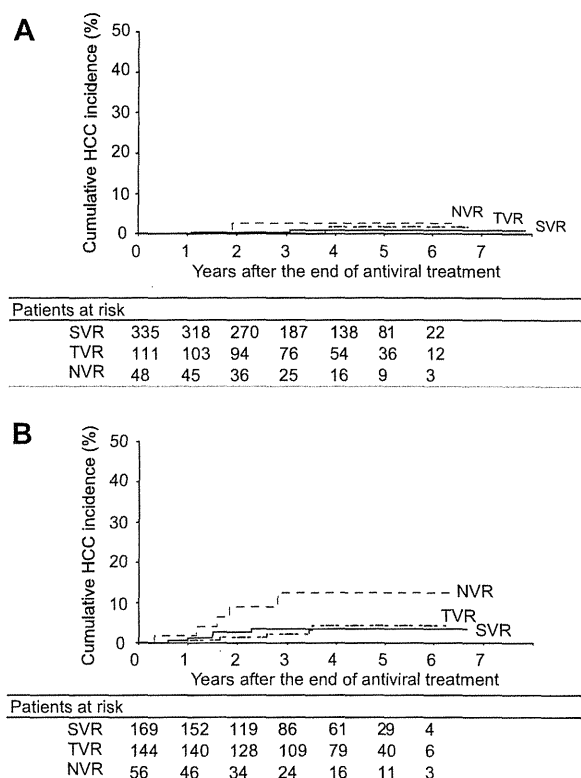 A
Cumulative HCC incidence (%)
50
40
30
20
10
0
NVR
TVR
SVR
0 1 2 3 4 5 6 7
Years after the end of antiviral treatment
Patients at risk
SVR 335 318 270 187 138 81 22
TVR 111 103 94 76 54 36 12
NVR 48 45 36 25 16 9 3
B
Cumulative HCC incidence (%)
50
40
30
20
10
0
NVR
TVR
SVR
0 1 2 3 4 5 6 7
Years after the end of antiviral treatment
Patients at risk
SVR 169 152 119 86 61 29 4
TVR 144 140 128 109 79 40 6
NVR 56 46 34 24 16 11 3